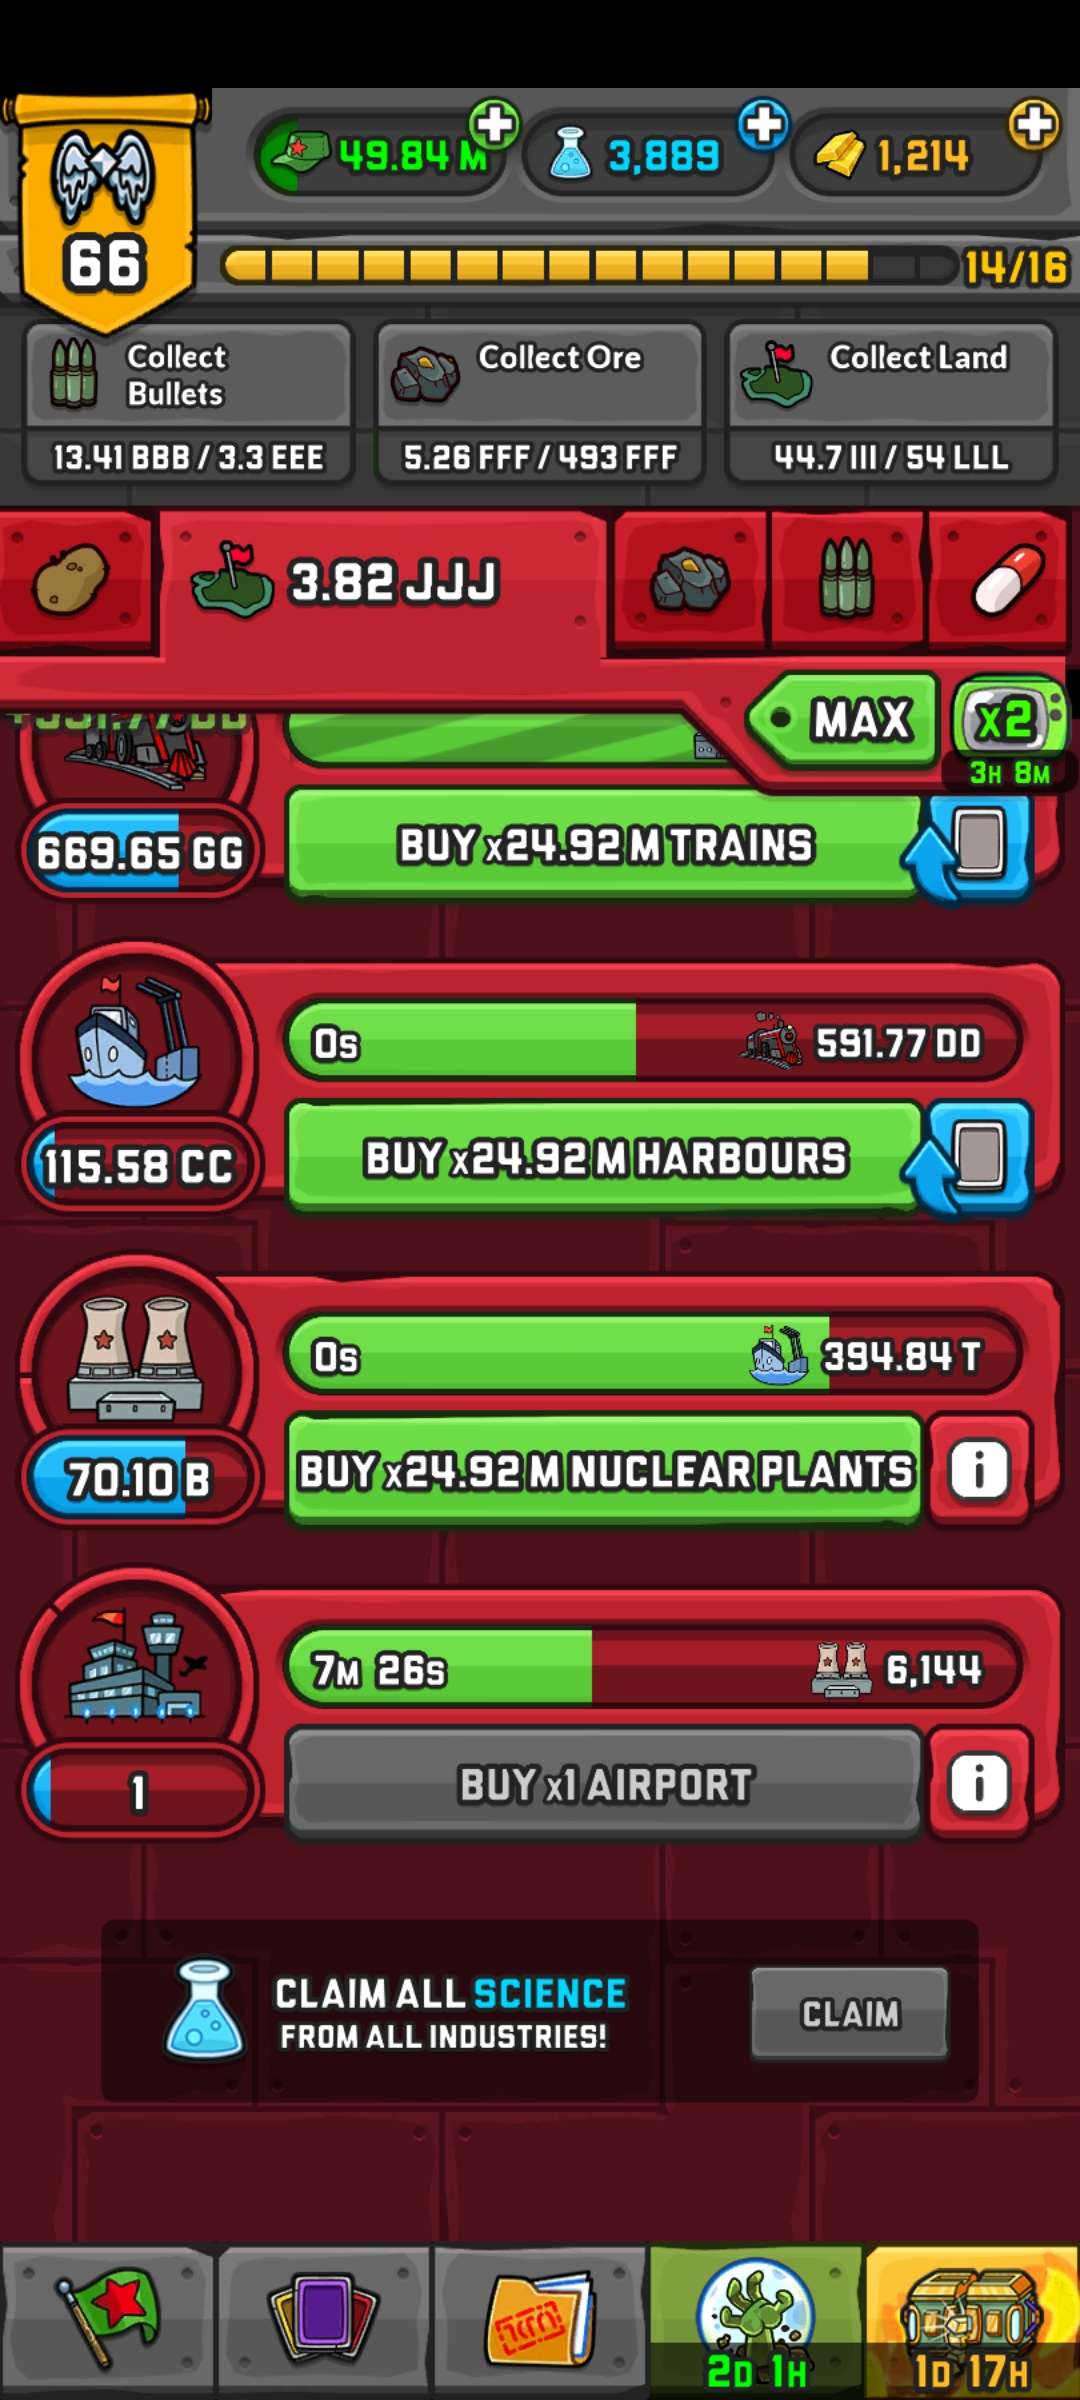 49.84 M
3,889
1,214
66
14/16
Collect
Bullets
Collect Ore
Collect Land
13.41 BBB / 3.3 EEE
5.26 FFF / 493 FFF
44.7 III / 54 LLL
3.82 JJJ
MAX
x2
3H 8M
669.65 GG
BUY x24.92 M TRAINS
0s
591.77 DD
115.58 CC
BUY x24.92 M HARBOURS
0s
394.84 T
70.10 B
BUY x24.92 M NUCLEAR PLANTS
i
7M 26s
6,144
1
BUY x1 AIRPORT
i
CLAIM ALL SCIENCE
FROM ALL INDUSTRIES!
CLAIM
2D 1H
1D 17H